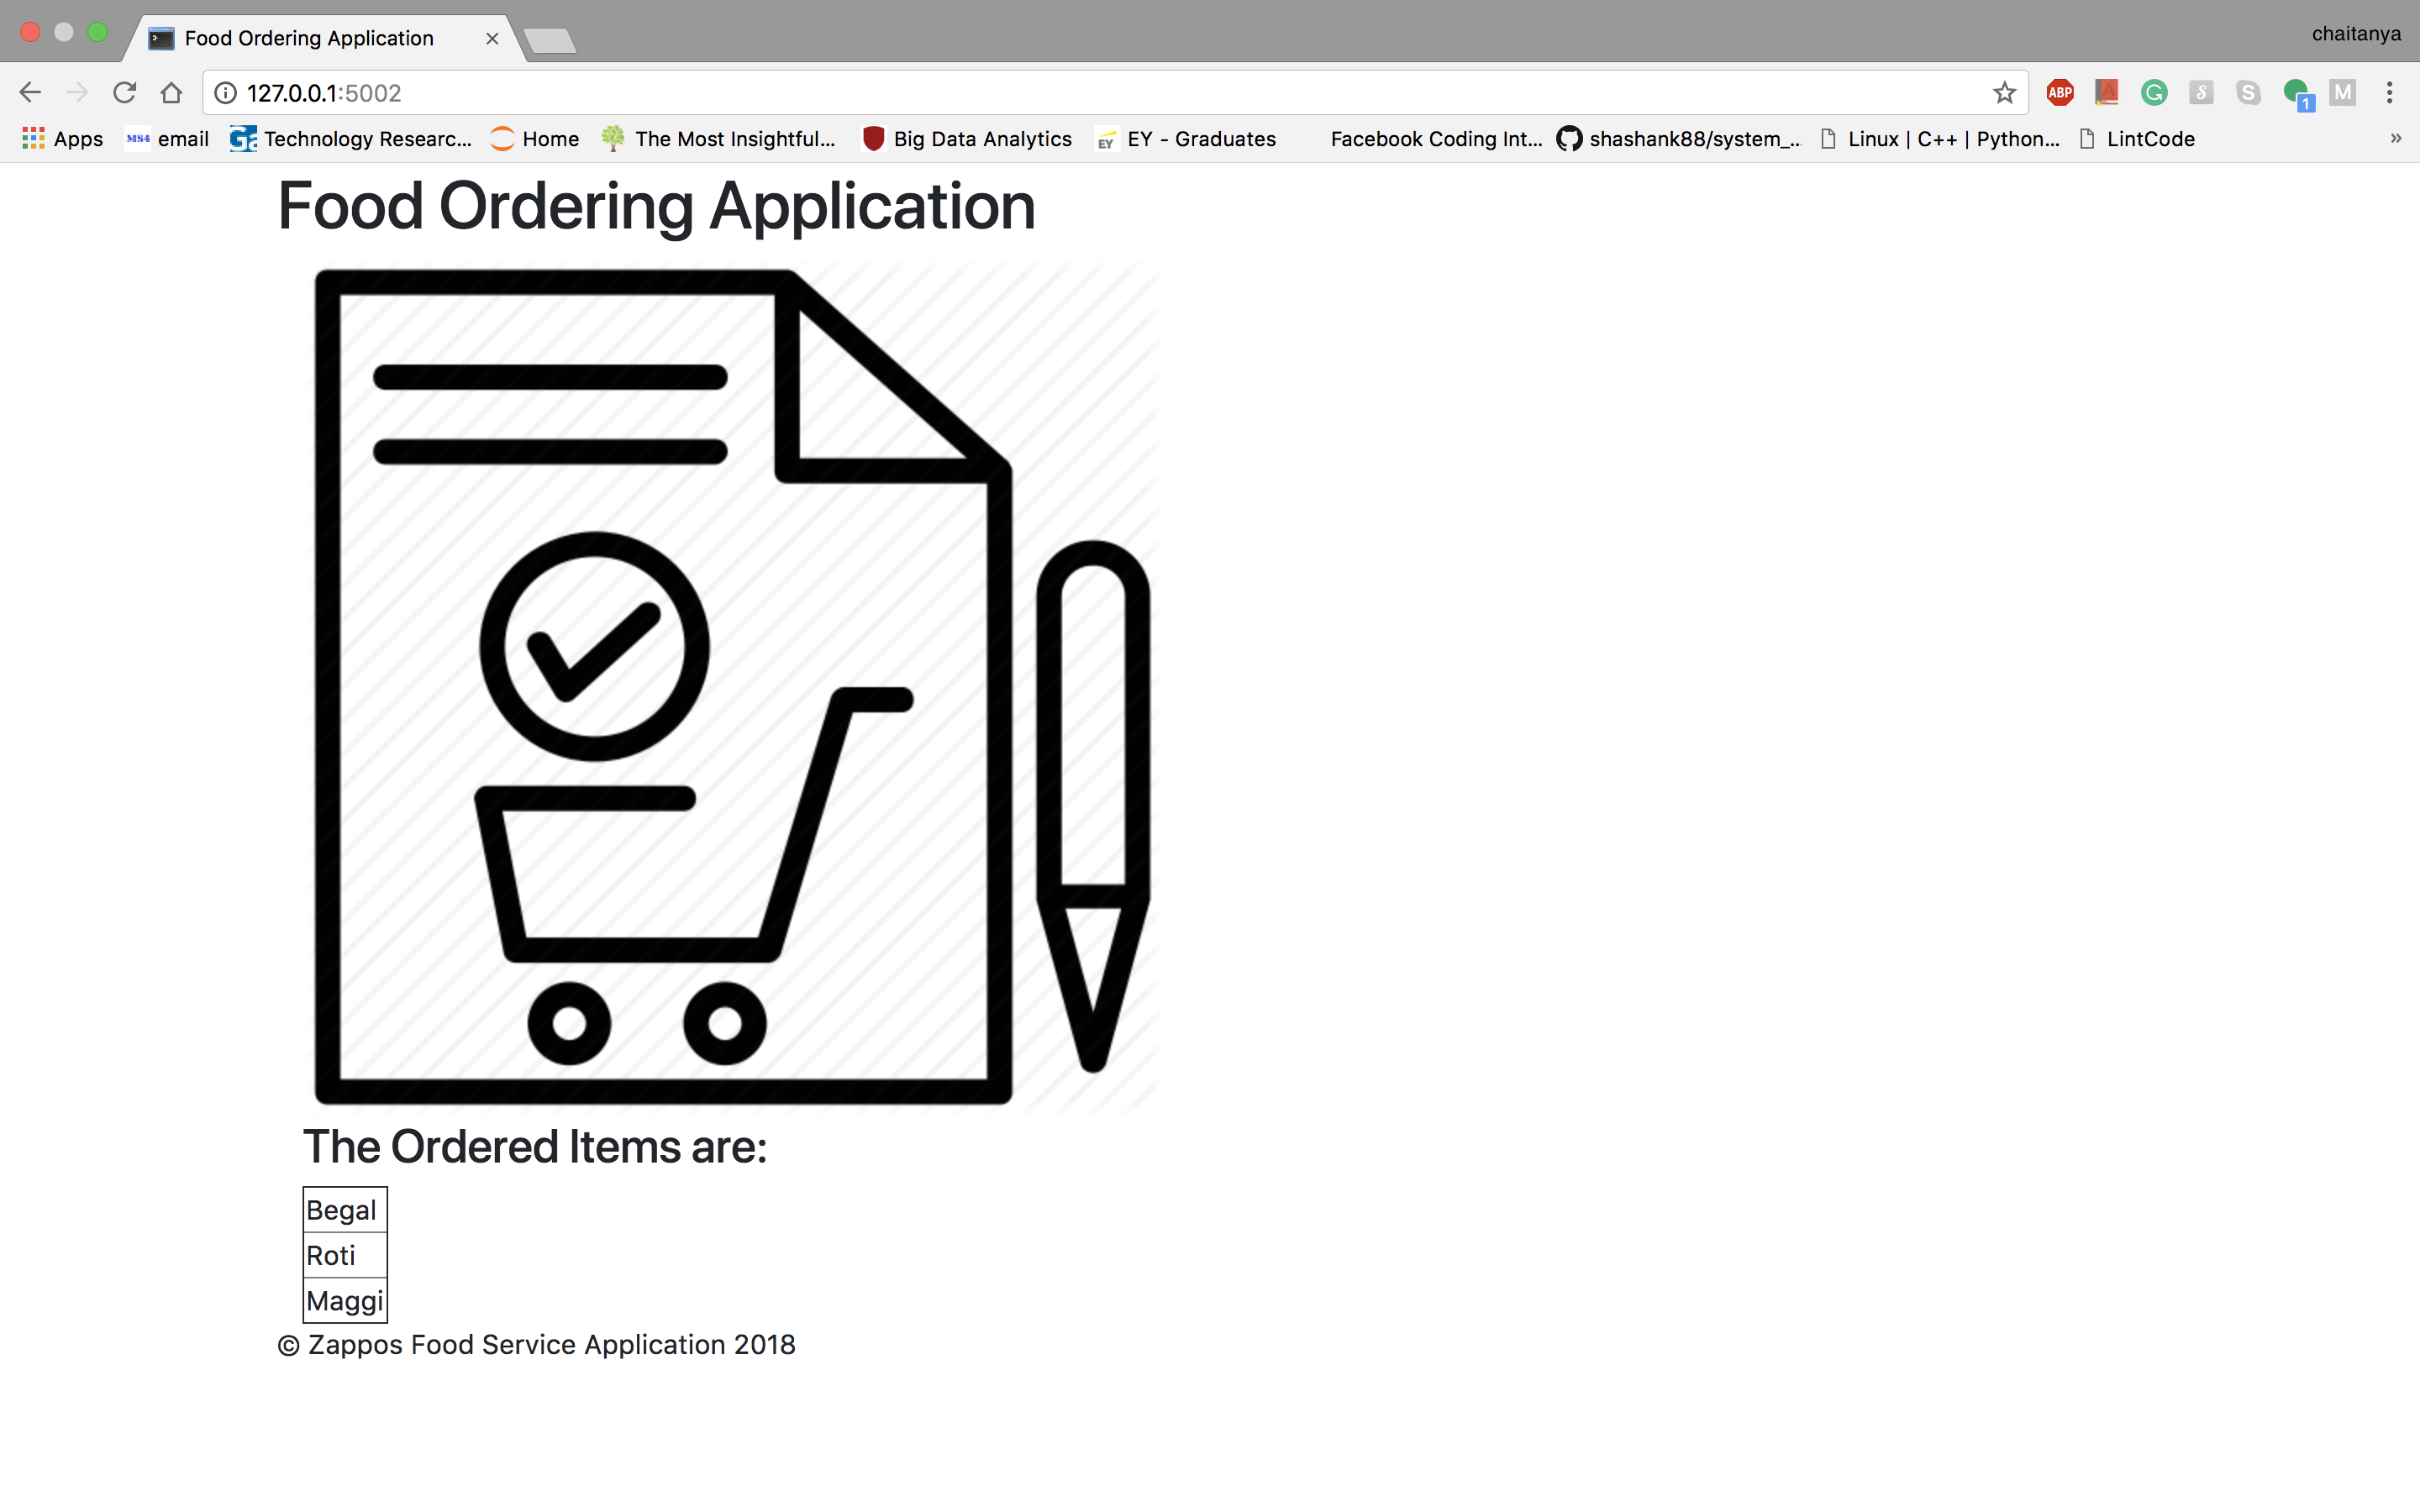 Food Ordering Application
chaitanya
127.0.0.1:5002
ABP
1
M
Apps
email
Technology Researc...
Home
The Most Insightful...
Big Data Analytics
EY
EY - Graduates
Facebook Coding Int...
shashank88/system_...
Linux | C++ | Python...
LintCode
»
Food Ordering Application
The Ordered Items are:
Begal
Roti
Maggi
© Zappos Food Service Application 2018